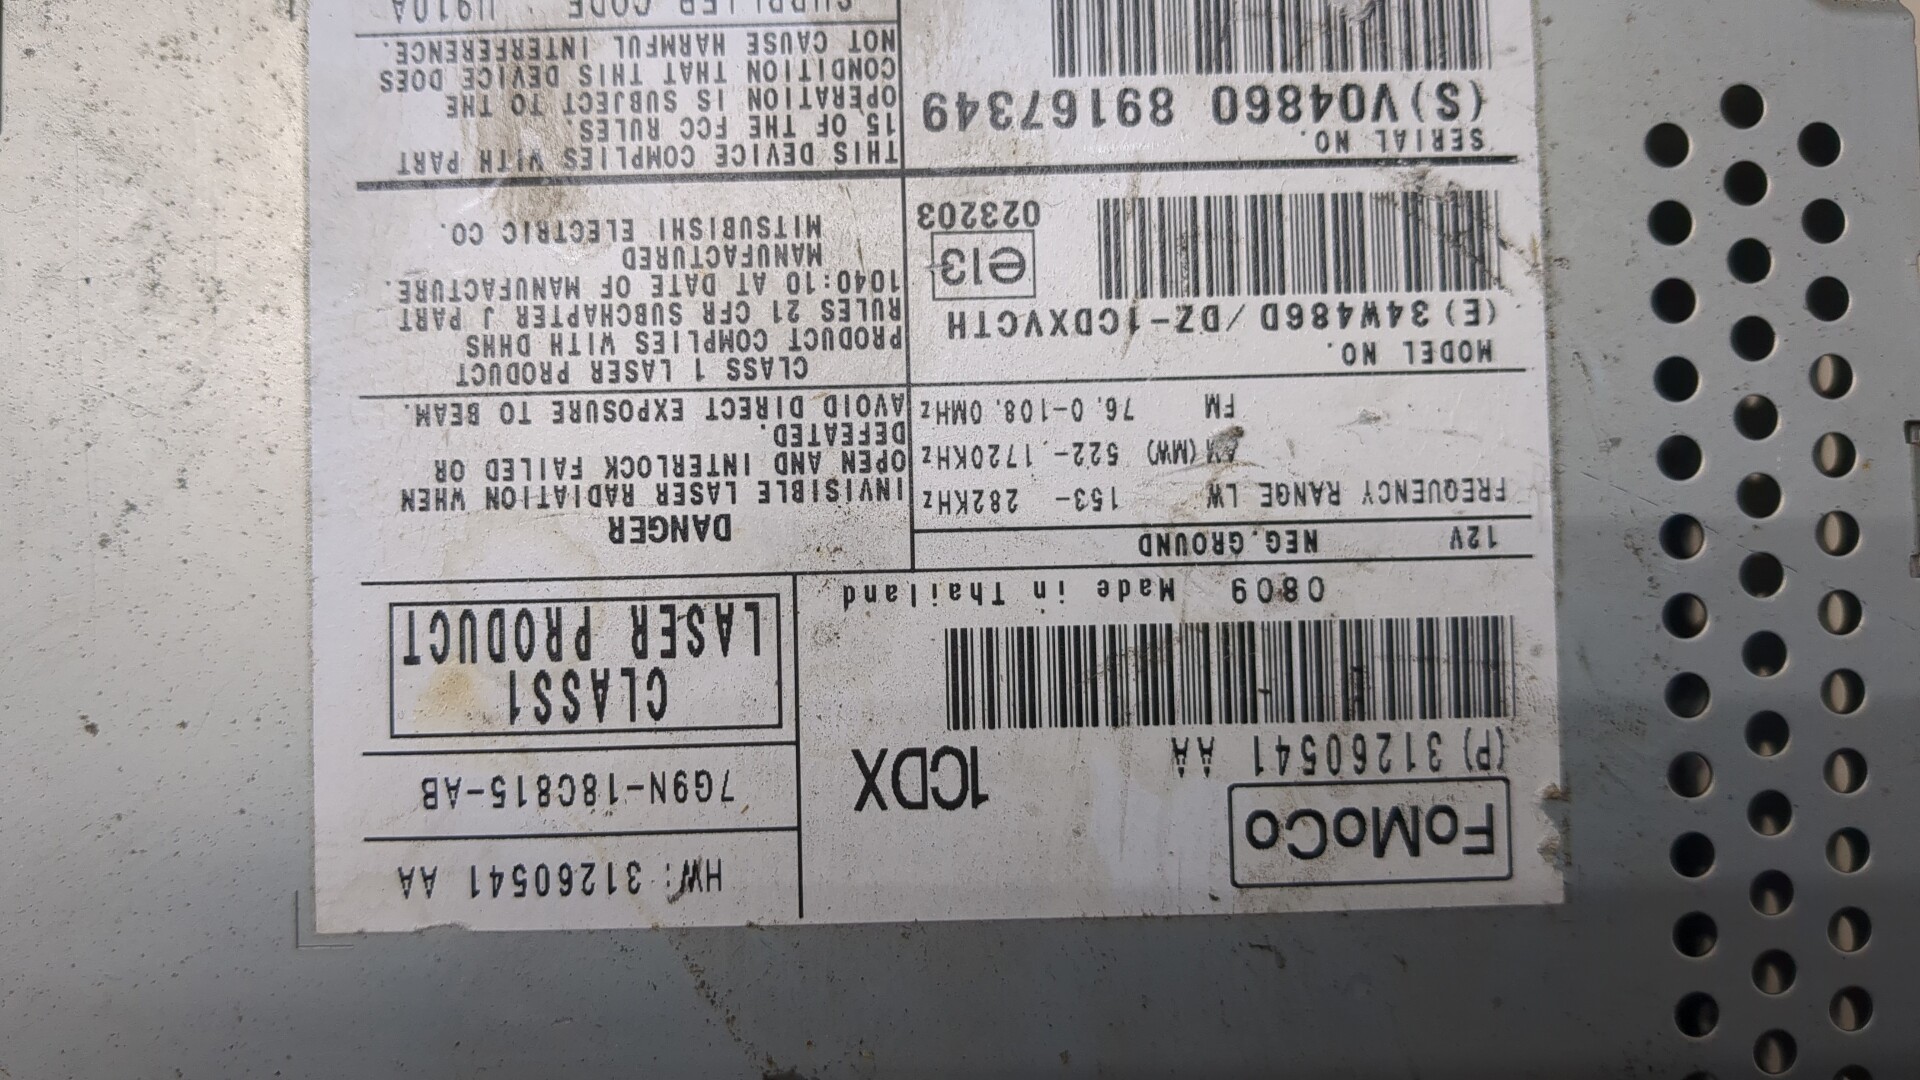 HW: 31260541 AA
FoMoCo
7G9N-18C815-AB
(P) 31260541 AA
1CDX
CLASS1
LASER PRODUCT
0809 Made in Thailand
12V NEG.GROUND
FREQUENCY RANGE LW 153- 282KHz
AM(MW) 522- 1720KHz
FM 76.0-108.0MHz
DANGER
INVISIBLE LASER RADIATION WHEN
OPEN AND INTERLOCK FAILED OR
DEFEATED.
AVOID DIRECT EXPOSURE TO BEAM.
MODEL NO.
(E)34W486D/DZ-1CDXVCTH
e13
023203
CLASS 1 LASER PRODUCT
PRODUCT COMPLIES WITH DHHS
RULES 21 CFR SUBCHAPTER J PART
1040:10 AT DATE OF MANUFACTURE.
MANUFACTURED
MITSUBISHI ELECTRIC CO.
SERIAL NO.
(S)V04860 89167349
THIS DEVICE COMPLIES WITH PART
15 OF THE FCC RULES.
OPERATION IS SUBJECT TO THE
CONDITION THAT THIS DEVICE DOES
NOT CAUSE HARMFUL INTERFERENCE.
SUPPLIER CODE : U910A